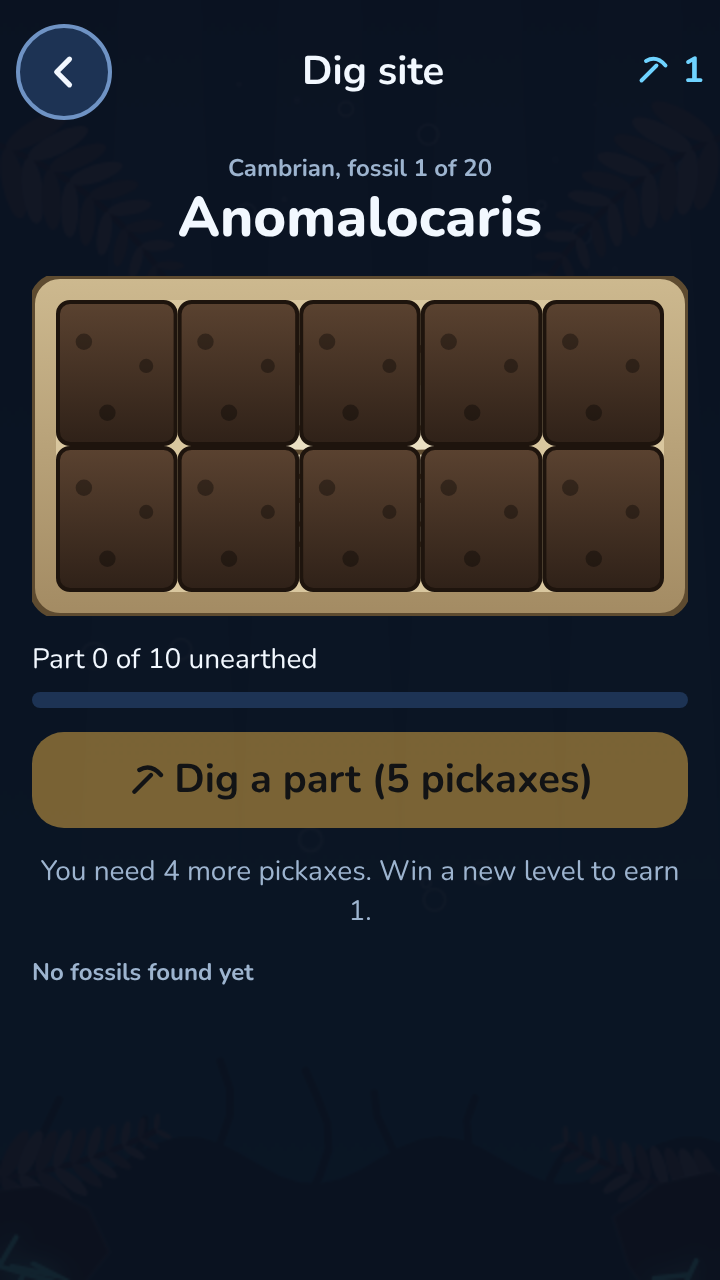 Dig site
1
Cambrian, fossil 1 of 20
Anomalocaris
Part 0 of 10 unearthed
Dig a part (5 pickaxes)
You need 4 more pickaxes. Win a new level to earn
1.
No fossils found yet